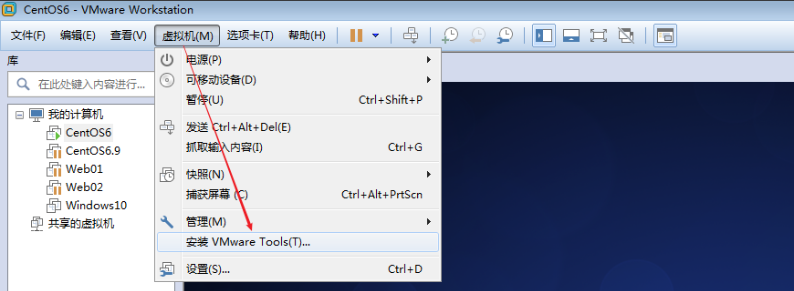 CentOS6 - VMware Workstation
文件(F) 编辑(E) 查看(V) 虚拟机(M) 选项卡(T) 帮助(H)
库
在此处键入内容进行...
我的计算机
CentOS6
CentOS6.9
Web01
Web02
Windows10
共享的虚拟机
电源(P)
可移动设备(D)
暂停(U) Ctrl+Shift+P
发送 Ctrl+Alt+Del(E)
抓取输入内容(I) Ctrl+G
快照(N)
捕获屏幕 (C) Ctrl+Alt+PrtScn
管理(M)
安装 VMware Tools(T)...
设置(S)... Ctrl+D